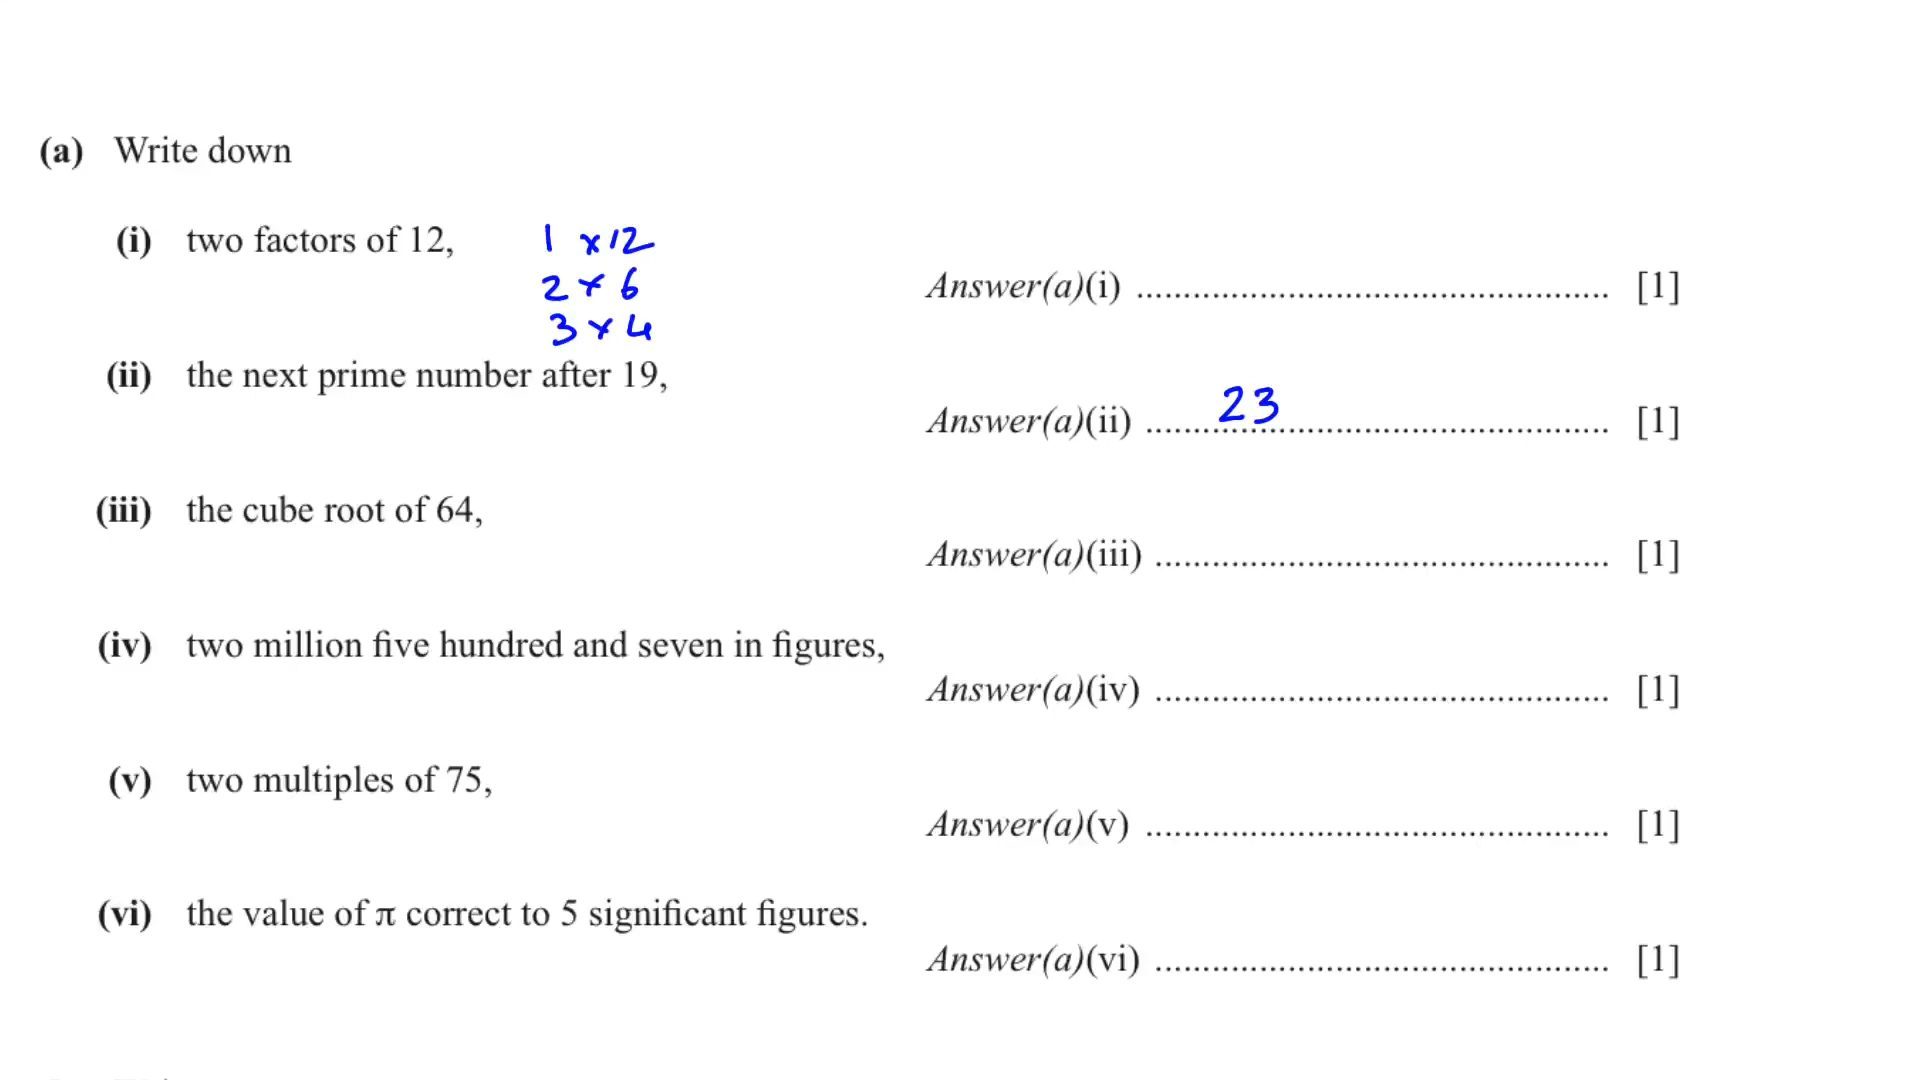 (a) Write down
(i) two factors of 12, 1 × 12
2 × 6
Answer(a)(i) .................................................. [1]
3 × 4
(ii) the next prime number after 19,
Answer(a)(ii) 23 .................................................. [1]
(iii) the cube root of 64,
Answer(a)(iii) .................................................. [1]
(iv) two million five hundred and seven in figures,
Answer(a)(iv) .................................................. [1]
(v) two multiples of 75,
Answer(a)(v) .................................................. [1]
(vi) the value of π correct to 5 significant figures.
Answer(a)(vi) .................................................. [1]